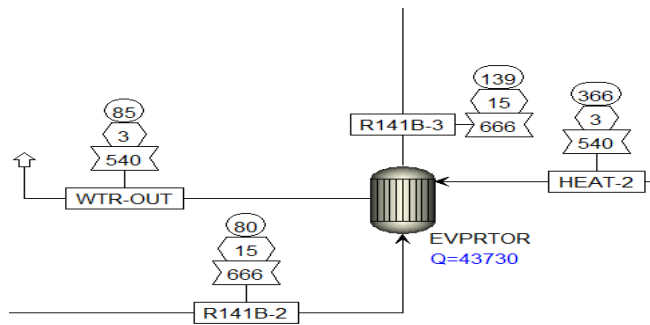 139
15
666
R141B-3
366
3
540
HEAT-2
85
3
540
WTR-OUT
EVPRTOR
Q=43730
80
15
666
R141B-2